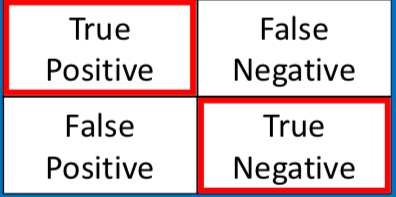 True
Positive
False
Negative
False
Positive
True
Negative